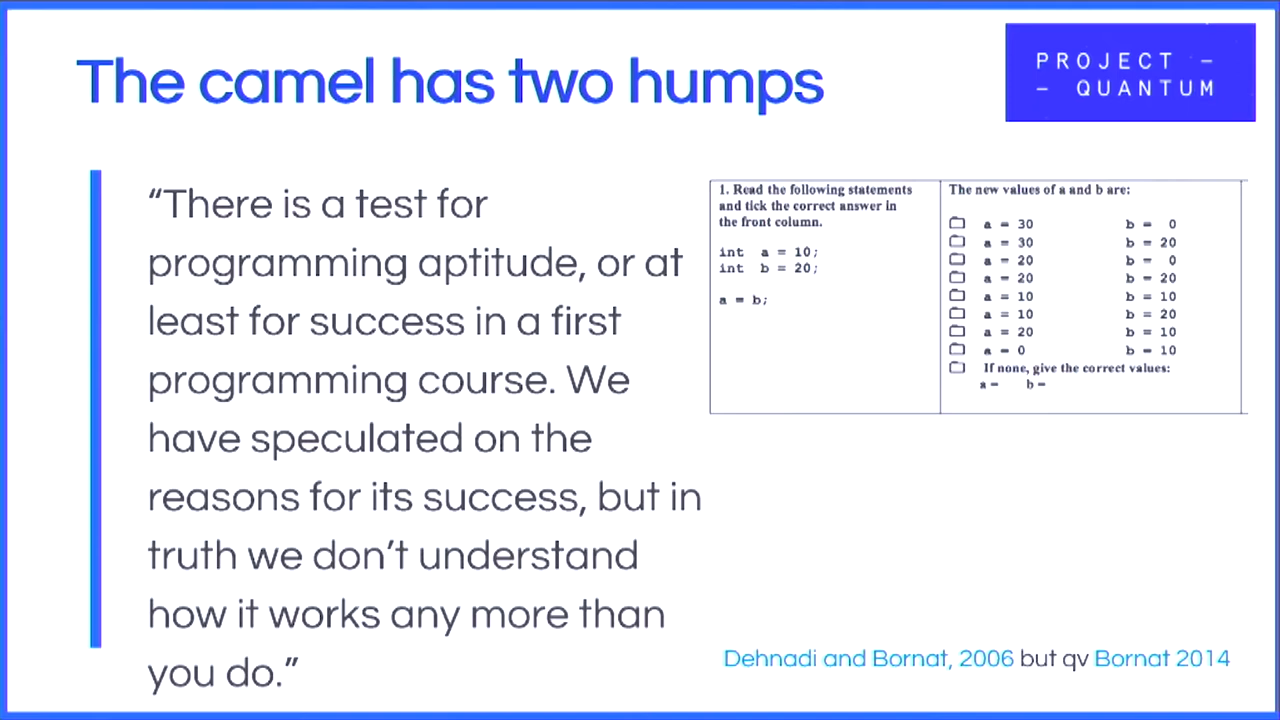 The camel has two humps
PROJECT –
– QUANTUM
“There is a test for
programming aptitude, or at
least for success in a first
programming course. We
have speculated on the
reasons for its success, but in
truth we don’t understand
how it works any more than
you do.”
1. Read the following statements
and tick the correct answer in
the front column.
int a = 10;
int b = 20;
a = b;
The new values of a and b are:
a = 30 b = 0
a = 30 b = 20
a = 20 b = 0
a = 20 b = 20
a = 10 b = 10
a = 10 b = 20
a = 20 b = 10
a = 0 b = 10
If none, give the correct values:
a = b =
Dehnadi and Bornat, 2006 but qv Bornat 2014